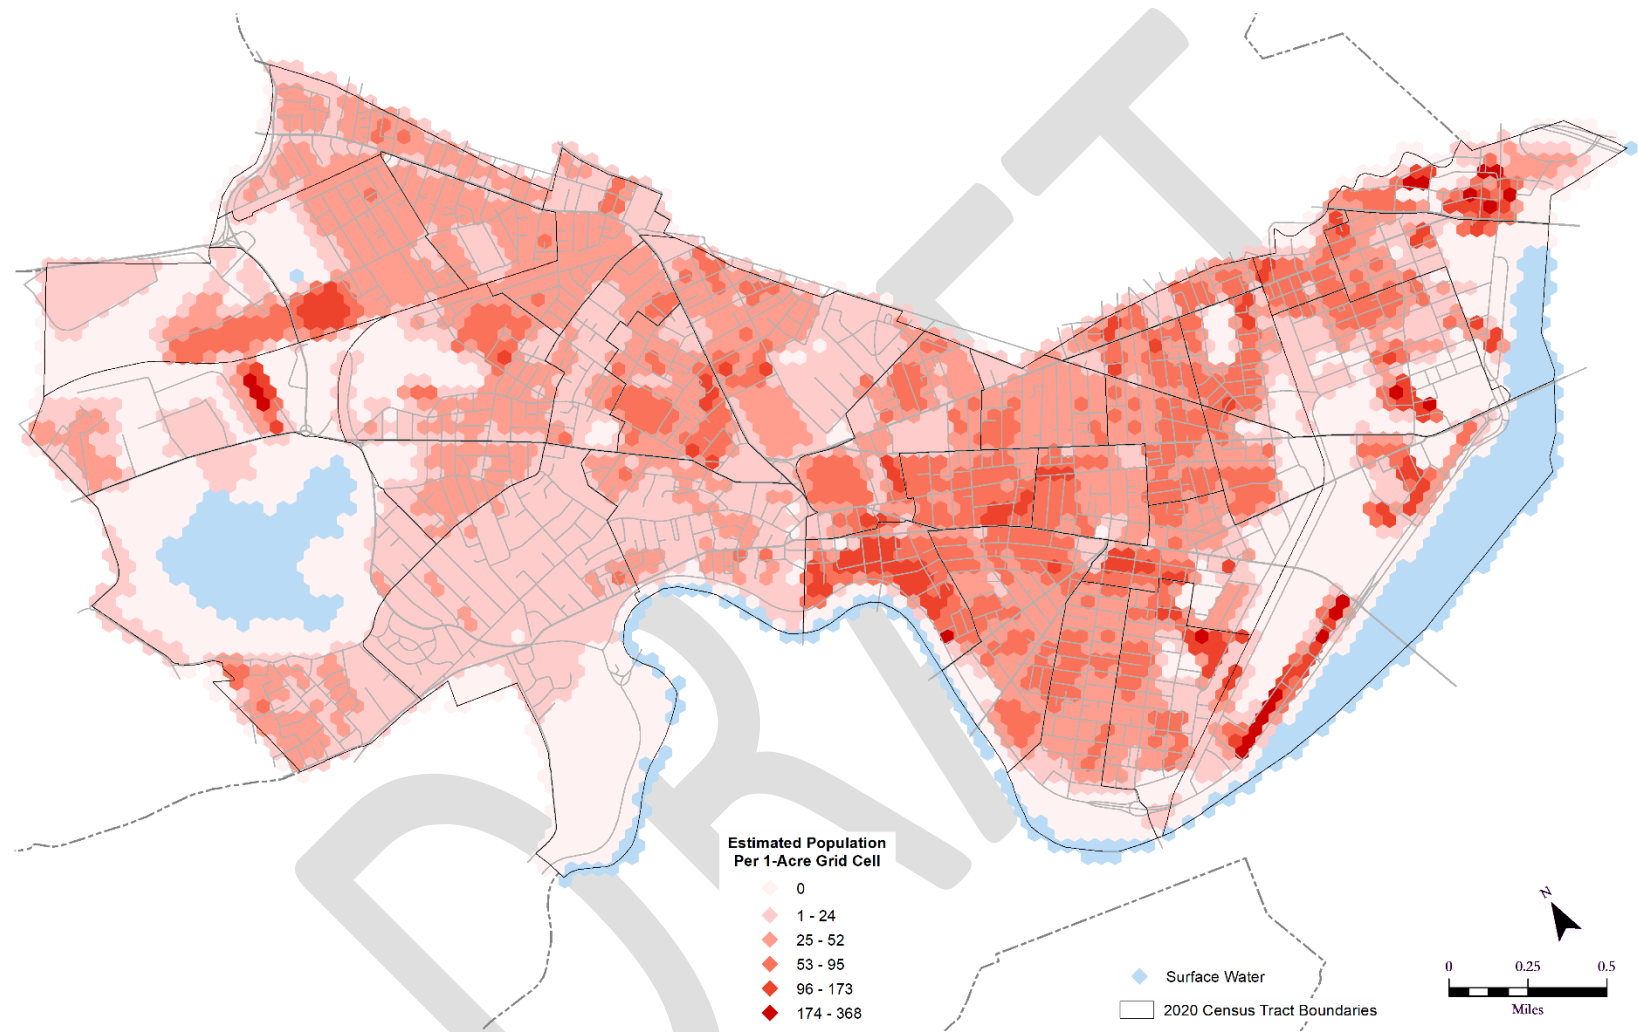 DRAFT
Estimated Population
Per 1-Acre Grid Cell
0
1 - 24
25 - 52
53 - 95
96 - 173
174 - 368
Surface Water
2020 Census Tract Boundaries
N
0 0.25 0.5
Miles